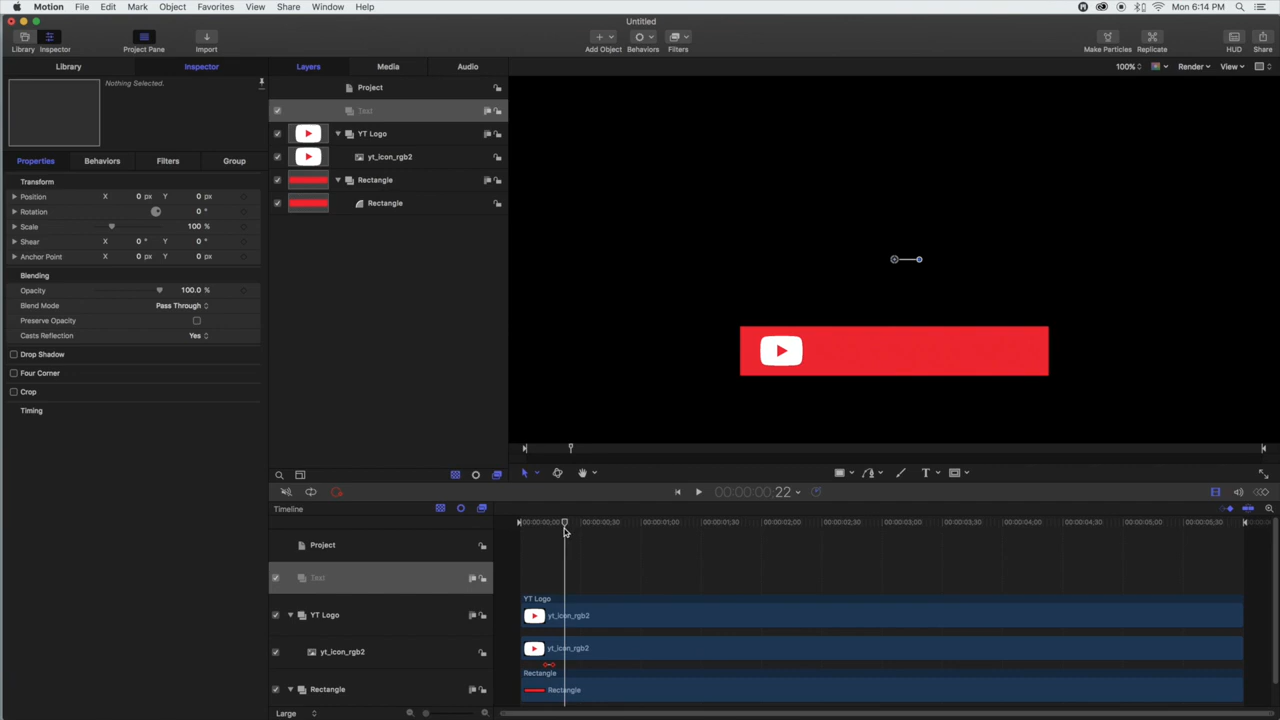 Motion File Edit Mark Object Favorites View Share Window Help Mon 6:14 PM
Untitled
Library Inspector Project Pane Import Add Object Behaviors Filters Make Particles Replicate HUD Share
Library Inspector Layers Media Audio 100% Render View
Nothing Selected.
Project
Text
YT Logo
yt_icon_rgb2
Rectangle
Rectangle
Properties Behaviors Filters Group
Transform
Position X 0 px Y 0 px
Rotation 0 °
Scale 100 %
Shear X 0 ° Y 0 °
Anchor Point X 0 px Y 0 px
Blending
Opacity 100.0 %
Blend Mode Pass Through
Preserve Opacity
Casts Reflection Yes
Drop Shadow
Four Corner
Crop
Timing
T
00:00:00;22
Timeline
00:00:00;00 00:00:00;30 00:00:01;00 00:00:01;30 00:00:02;00 00:00:02;30 00:00:03;00 00:00:03;30 00:00:04;00 00:00:04;30 00:00:05;00 00:00:05;30
Project
Text
YT Logo
YT Logo yt_icon_rgb2
yt_icon_rgb2 yt_icon_rgb2
Rectangle
Rectangle Rectangle
Large